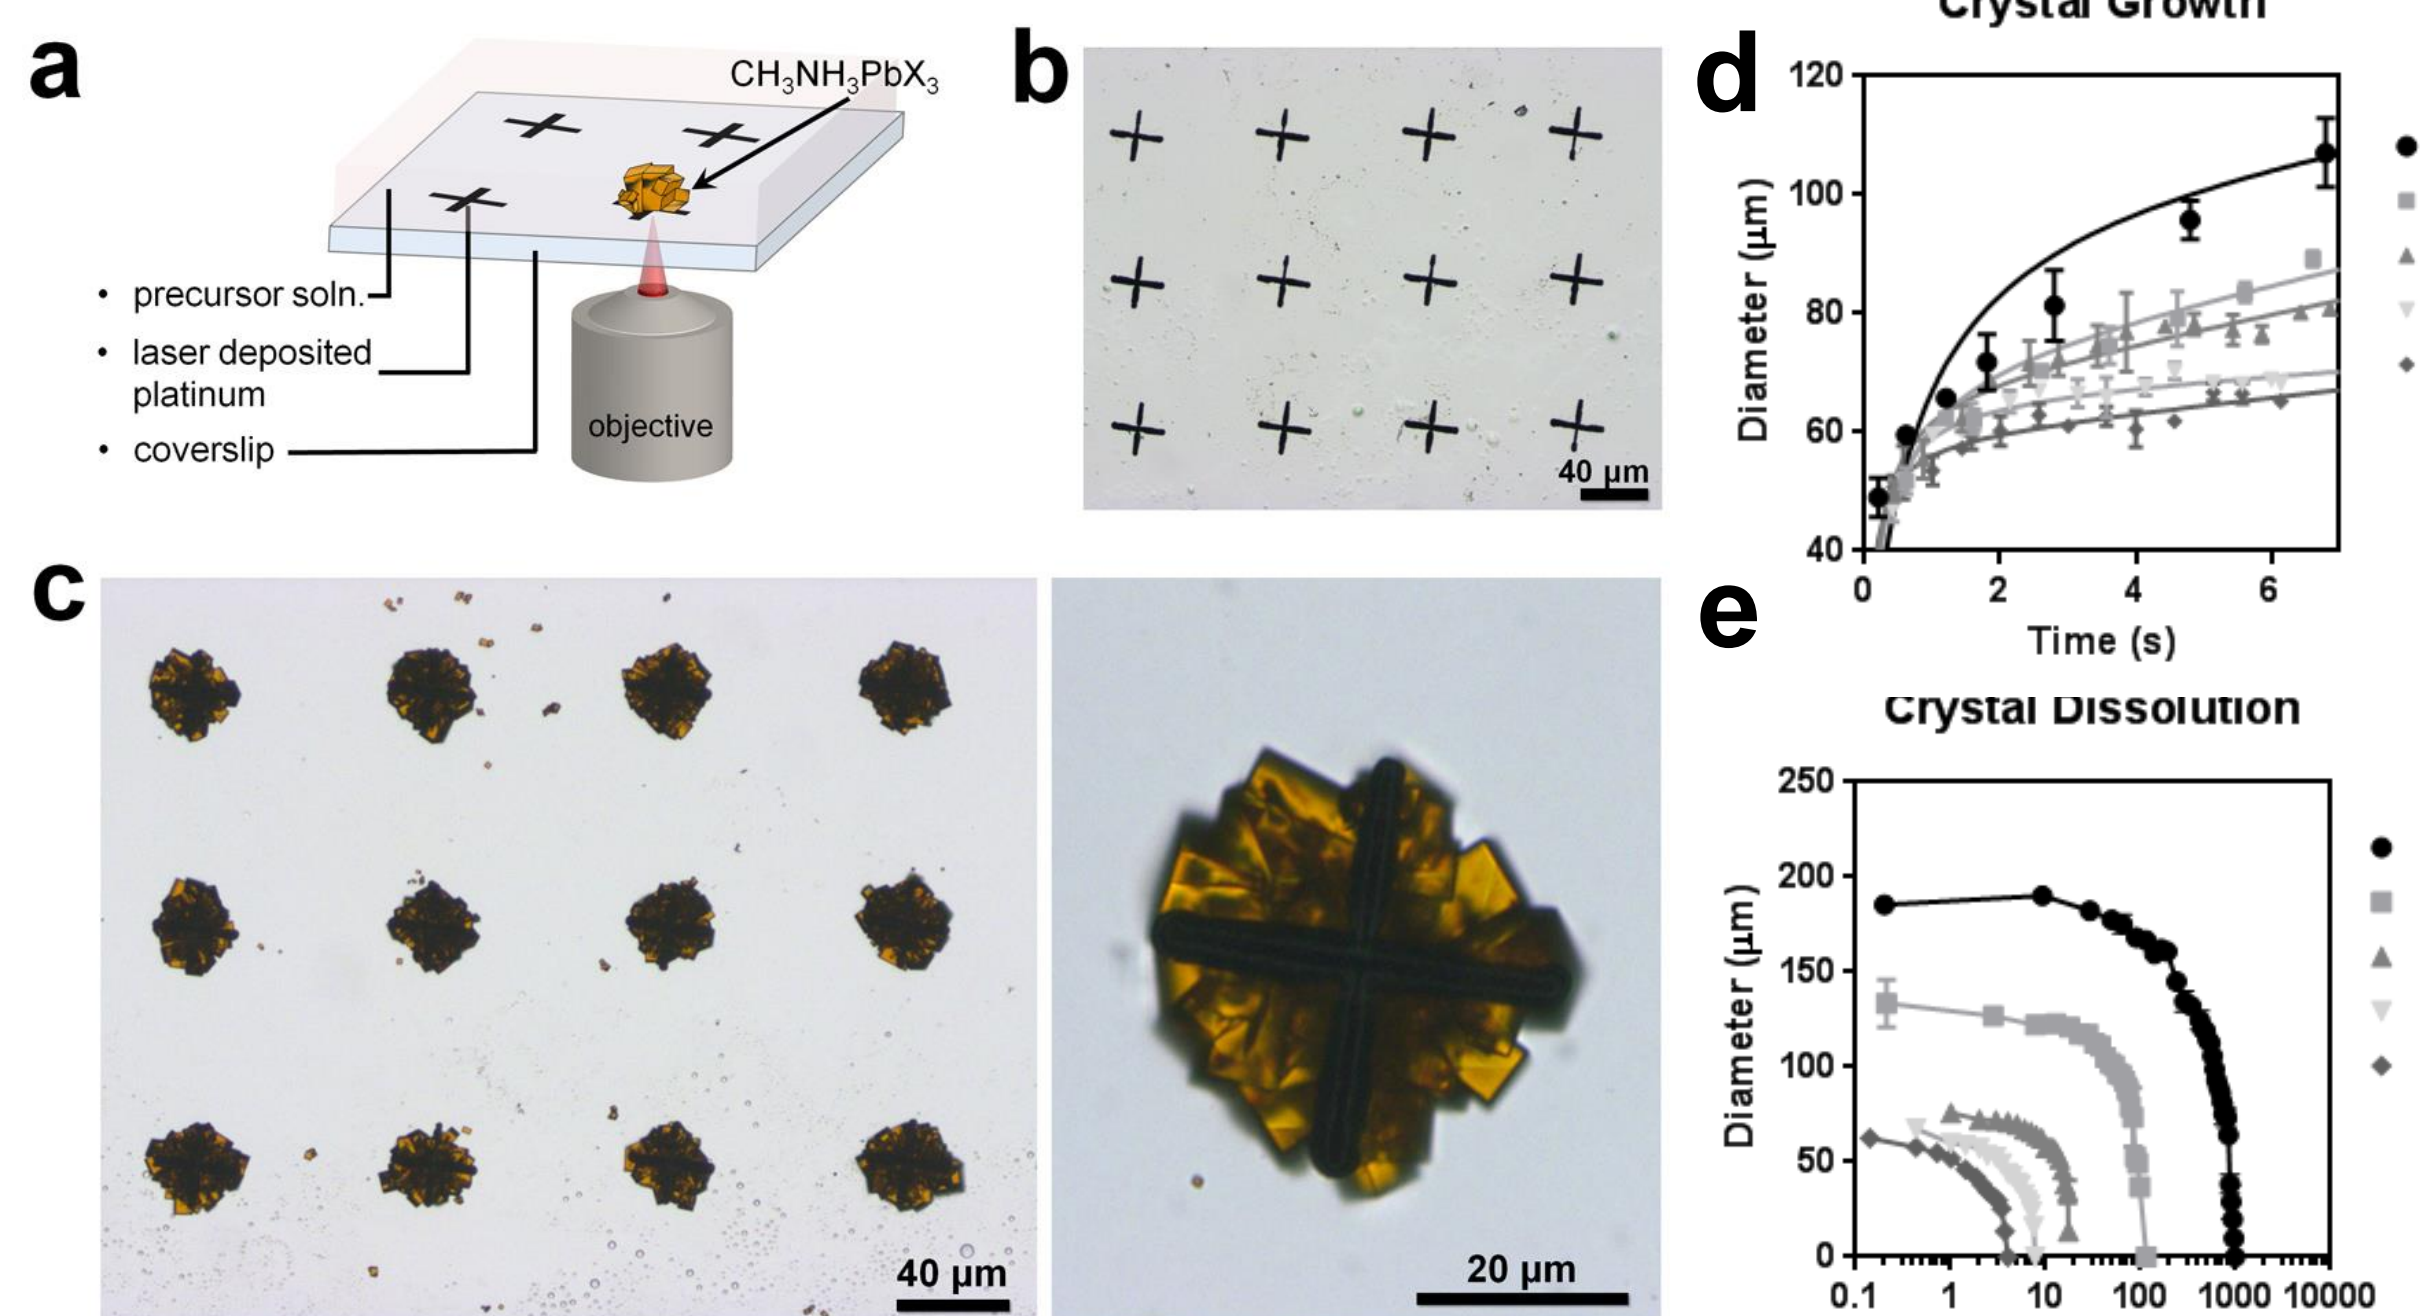 a
CH₃NH₃PbX₃
• precursor soln.
• laser deposited
platinum
• coverslip
objective
b
40 µm
c
40 µm
20 µm
d
Crystal Growth
Diameter (µm)
120
100
80
60
40
0 2 4 6
Time (s)
e
Crystal Dissolution
Diameter (µm)
250
200
150
100
50
0
0.1 1 10 100 1000 10000